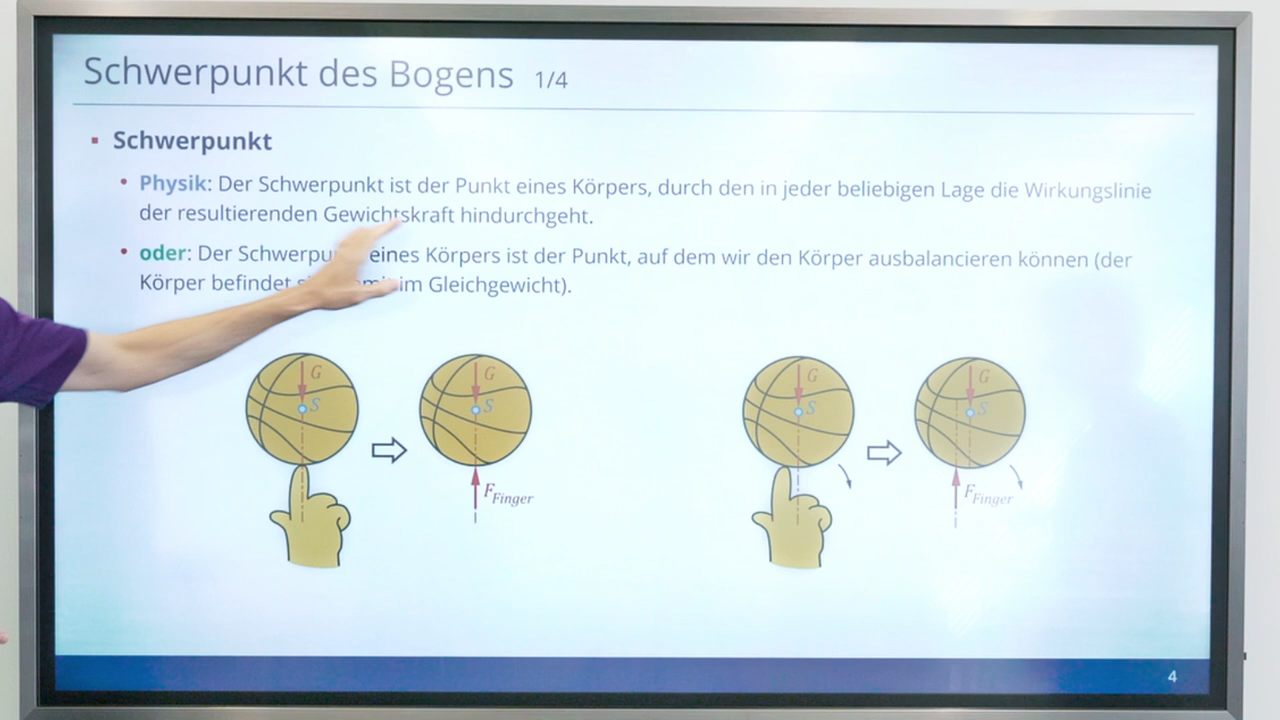 Schwerpunkt des Bogens 1/4
Schwerpunkt
Physik: Der Schwerpunkt ist der Punkt eines Körpers, durch den in jeder beliebigen Lage die Wirkungslinie
der resultierenden Gewichtskraft hindurchgeht.
oder: Der Schwerpu eines Körpers ist der Punkt, auf dem wir den Körper ausbalancieren können (der
Körper befindet im Gleichgewicht).
G G G G
S S S S
F_Finger F_Finger
4